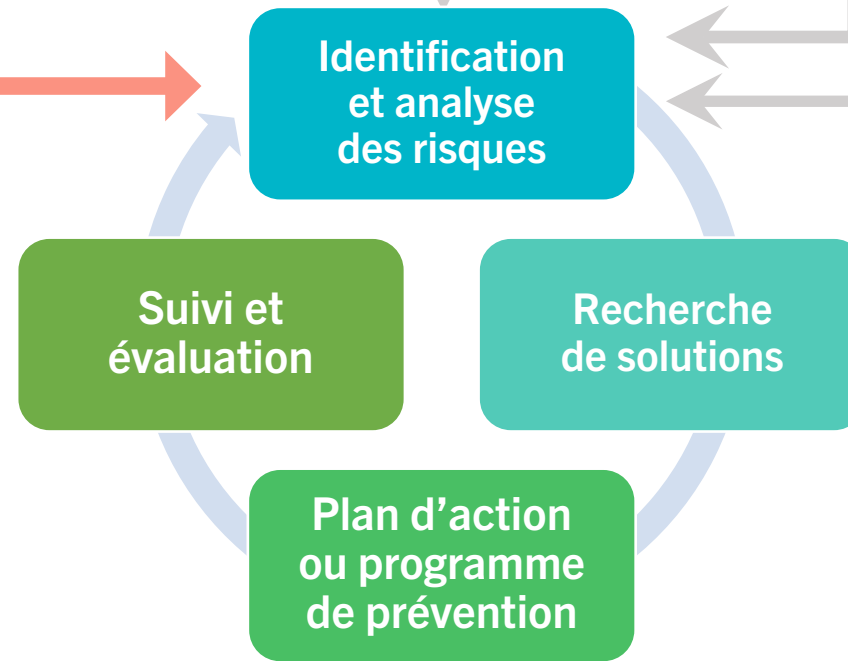 Identification
et analyse
des risques
Suivi et
évaluation
Recherche
de solutions
Plan d’action
ou programme
de prévention